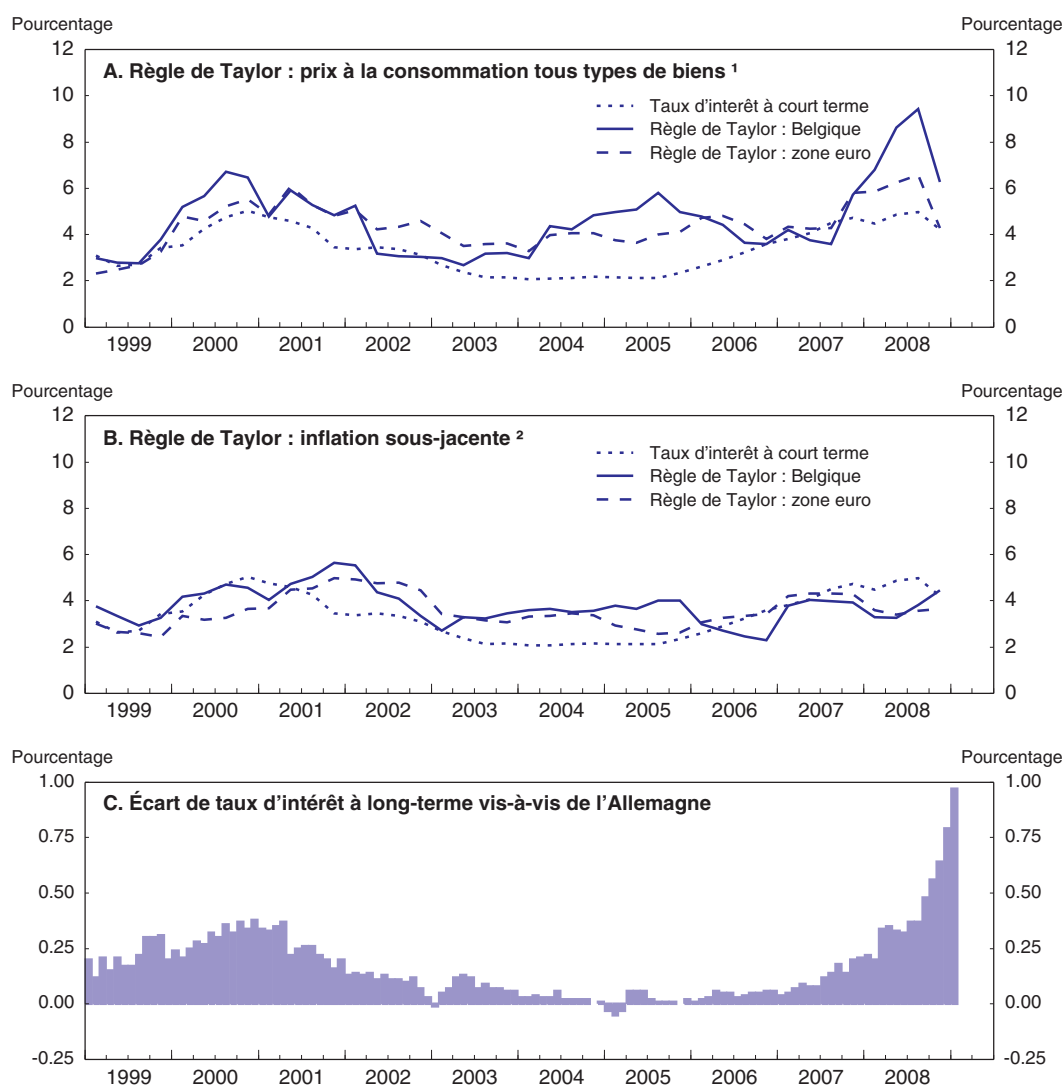 Pourcentage Pourcentage
12 12
A. Règle de Taylor : prix à la consommation tous types de biens ¹
10 10
Taux d'interêt à court terme
8 Règle de Taylor : Belgique 8
Règle de Taylor : zone euro
6 6
4 4
2 2
0 0
1999 2000 2001 2002 2003 2004 2005 2006 2007 2008
Pourcentage Pourcentage
12 12
B. Règle de Taylor : inflation sous-jacente ²
10 Taux d'interêt à court terme 10
Règle de Taylor : Belgique
8 Règle de Taylor : zone euro 8
6 6
4 4
2 2
0 0
1999 2000 2001 2002 2003 2004 2005 2006 2007 2008
Pourcentage Pourcentage
1.00 1.00
C. Écart de taux d'intérêt à long-terme vis-à-vis de l'Allemagne
0.75 0.75
0.50 0.50
0.25 0.25
0.00 0.00
-0.25 -0.25
1999 2000 2001 2002 2003 2004 2005 2006 2007 2008